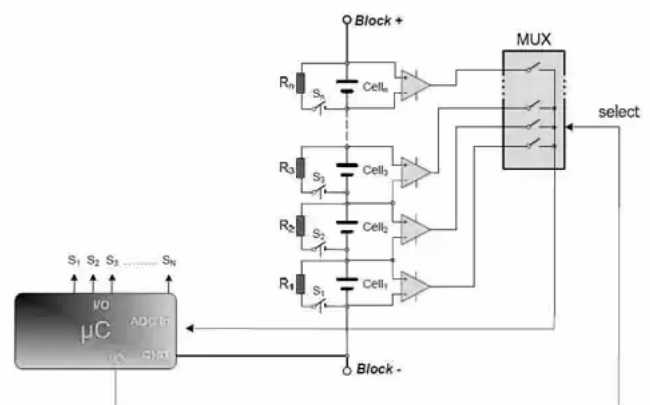 Block +
MUX
Rn
Sn
Celln
select
R3
S3
Cell3
R2
S2
Cell2
S1 S2 S3 ......... SN
R1
S1
Cell1
I/O
µC
ADC In
GND
Block -